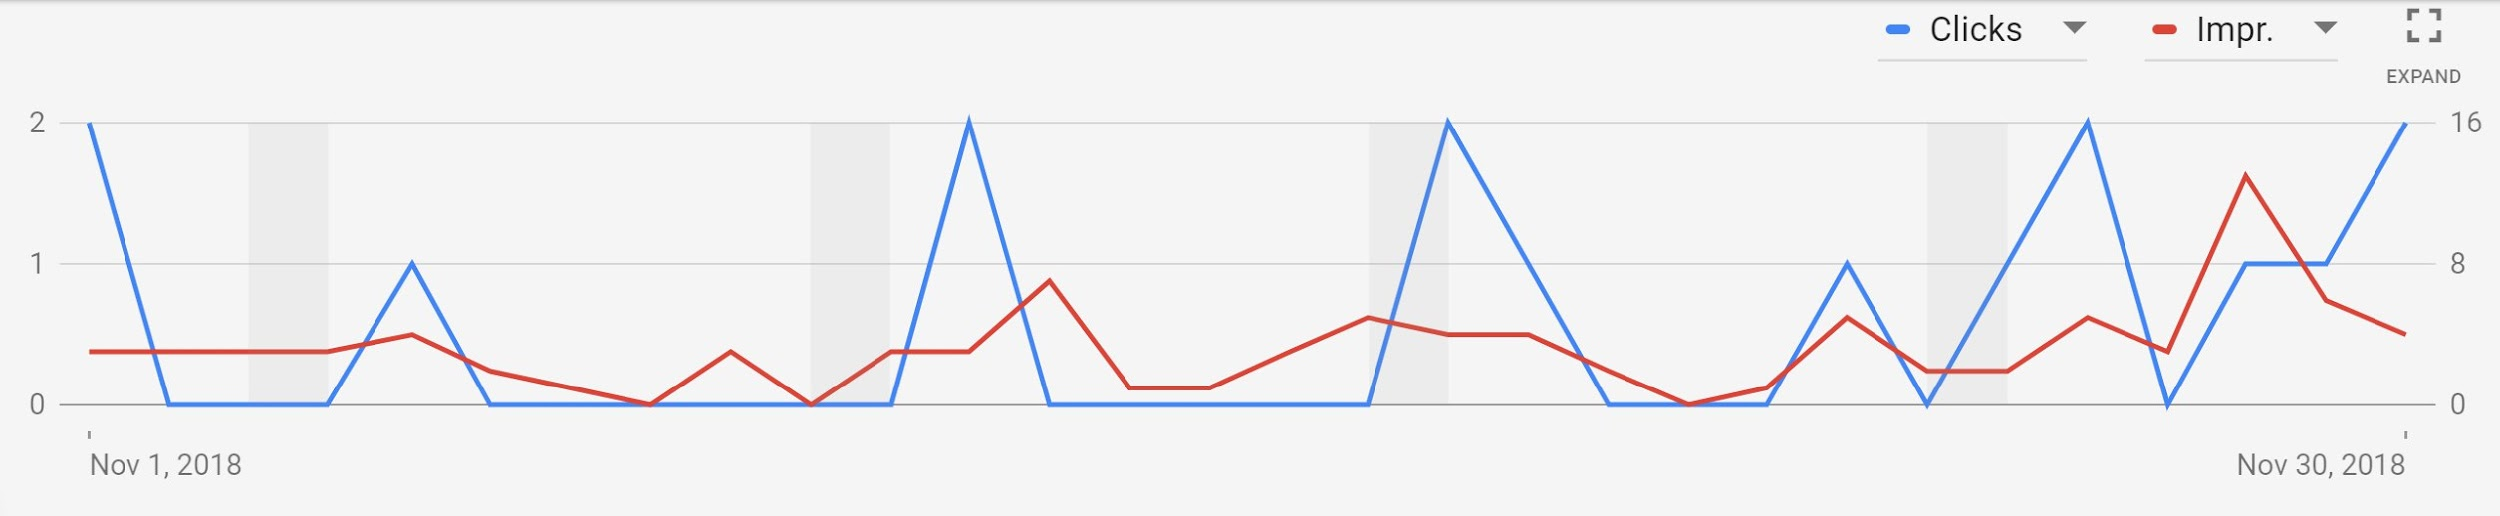 Clicks Impr.
EXPAND
2 16
1 8
0 0
Nov 1, 2018 Nov 30, 2018